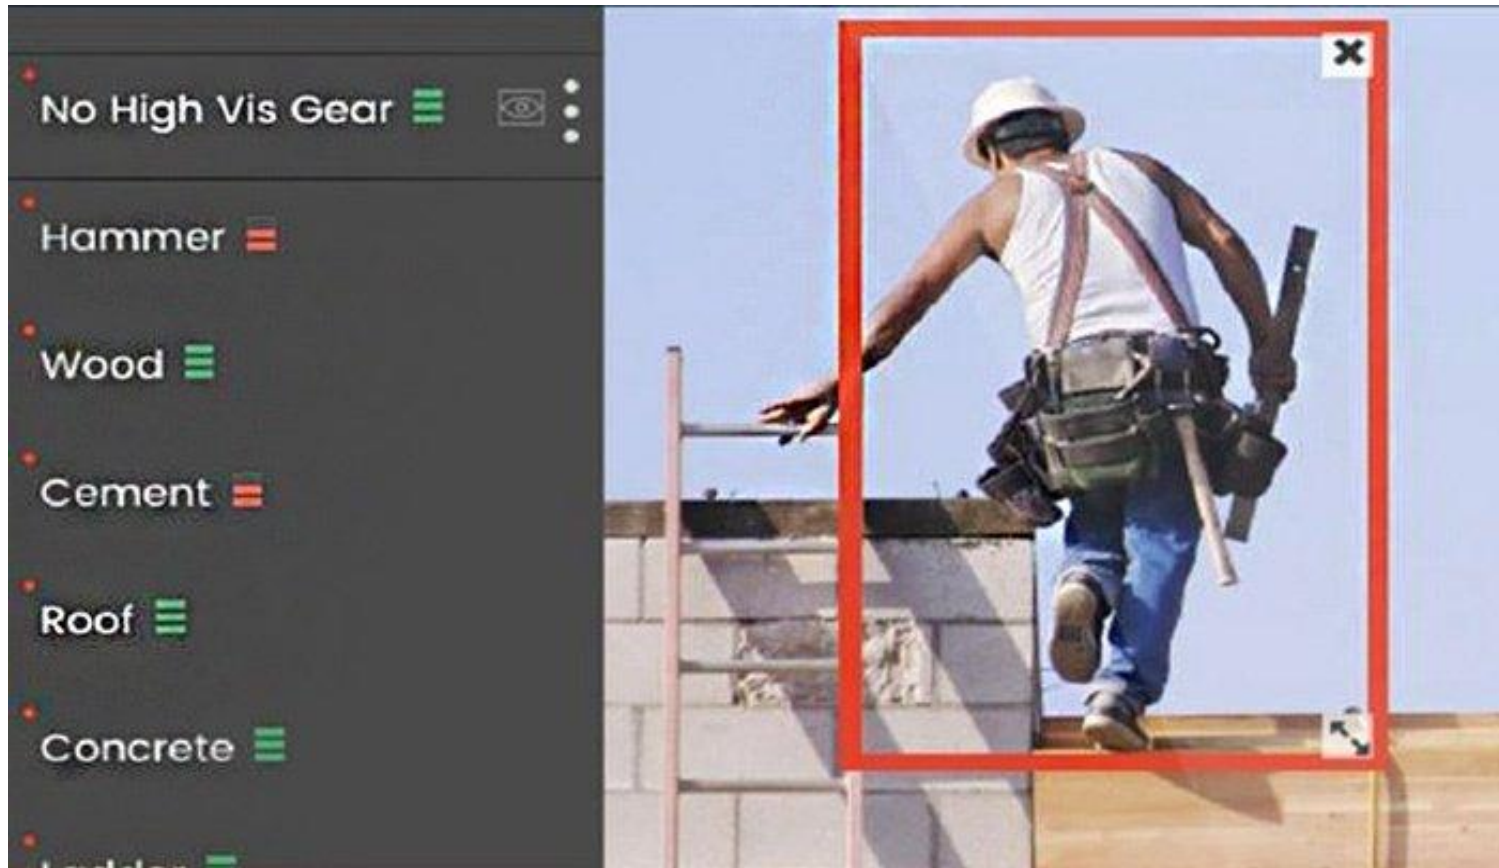 No High Vis Gear
Hammer
Wood
Cement
Roof
Concrete